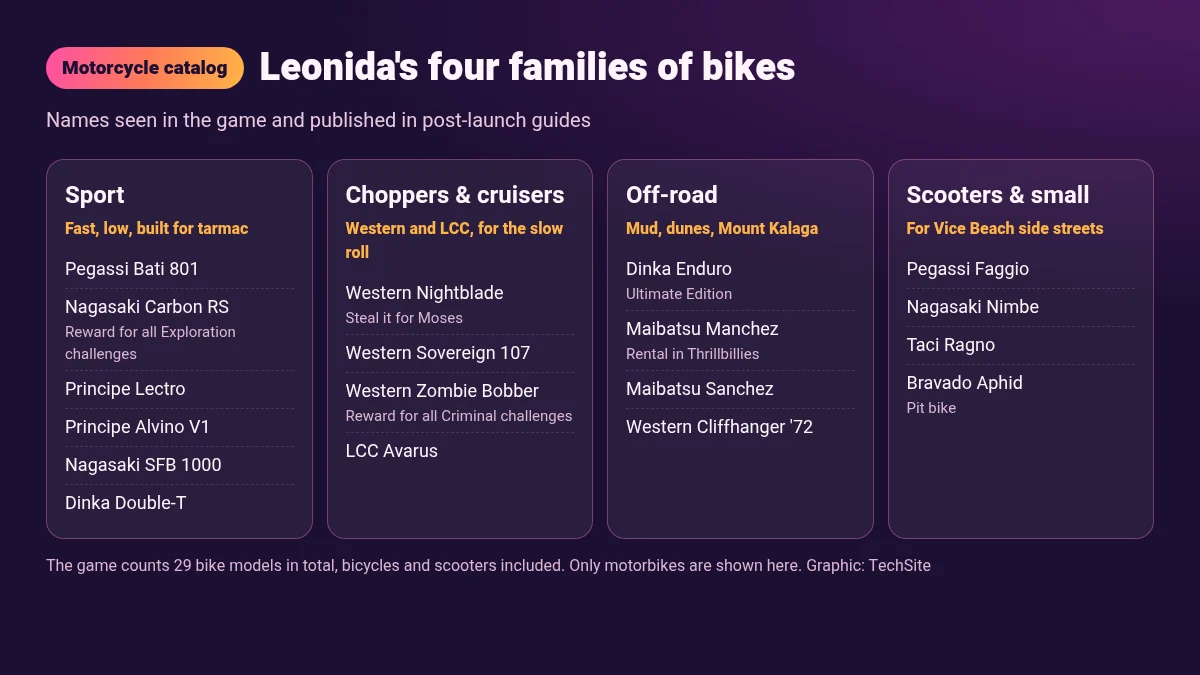 Motorcycle catalog
Leonida's four families of bikes
Names seen in the game and published in post-launch guides
Sport
Fast, low, built for tarmac
Pegassi Bati 801
Nagasaki Carbon RS
Reward for all Exploration
challenges
Principe Lectro
Principe Alvino V1
Nagasaki SFB 1000
Dinka Double-T
Choppers & cruisers
Western and LCC, for the slow
roll
Western Nightblade
Steal it for Moses
Western Sovereign 107
Western Zombie Bobber
Reward for all Criminal challenges
LCC Avarus
Off-road
Mud, dunes, Mount Kalaga
Dinka Enduro
Ultimate Edition
Maibatsu Manchez
Rental in Thrillbillies
Maibatsu Sanchez
Western Cliffhanger '72
Scooters & small
For Vice Beach side streets
Pegassi Faggio
Nagasaki Nimbe
Taci Ragno
Bravado Aphid
Pit bike
The game counts 29 bike models in total, bicycles and scooters included. Only motorbikes are shown here. Graphic: TechSite